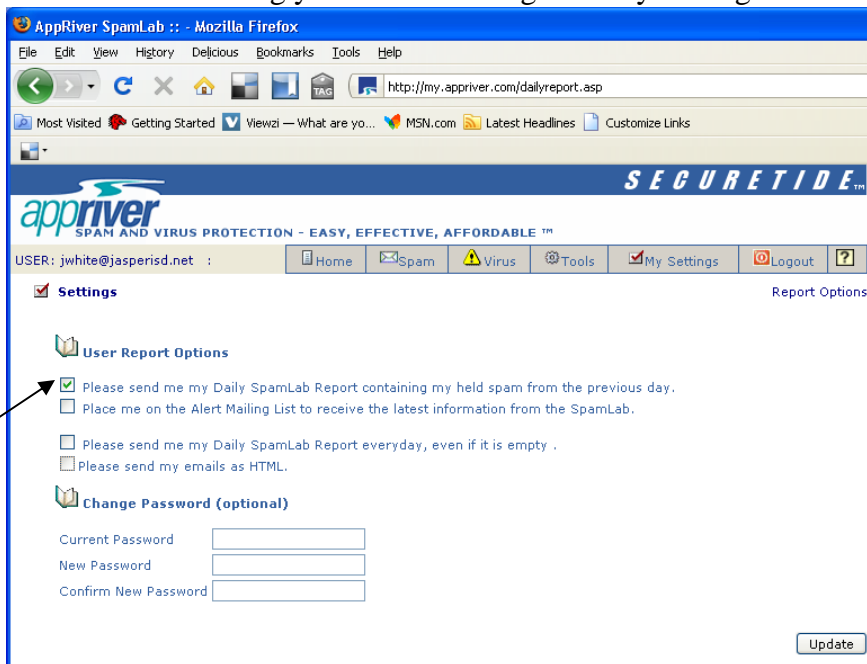 AppRiver SpamLab :: - Mozilla Firefox
File Edit View History Delicious Bookmarks Tools Help
TAG http://my.appriver.com/dailyreport.asp
Most Visited Getting Started Viewzi — What are yo... MSN.com Latest Headlines Customize Links
SECURETIDE™
appriver
SPAM AND VIRUS PROTECTION - EASY, EFFECTIVE, AFFORDABLE ™
USER: jwhite@jasperisd.net : Home Spam Virus Tools My Settings Logout ?
Settings Report Options
User Report Options
Please send me my Daily SpamLab Report containing my held spam from the previous day.
Place me on the Alert Mailing List to receive the latest information from the SpamLab.
Please send me my Daily SpamLab Report everyday, even if it is empty .
Please send my emails as HTML.
Change Password (optional)
Current Password
New Password
Confirm New Password
Update